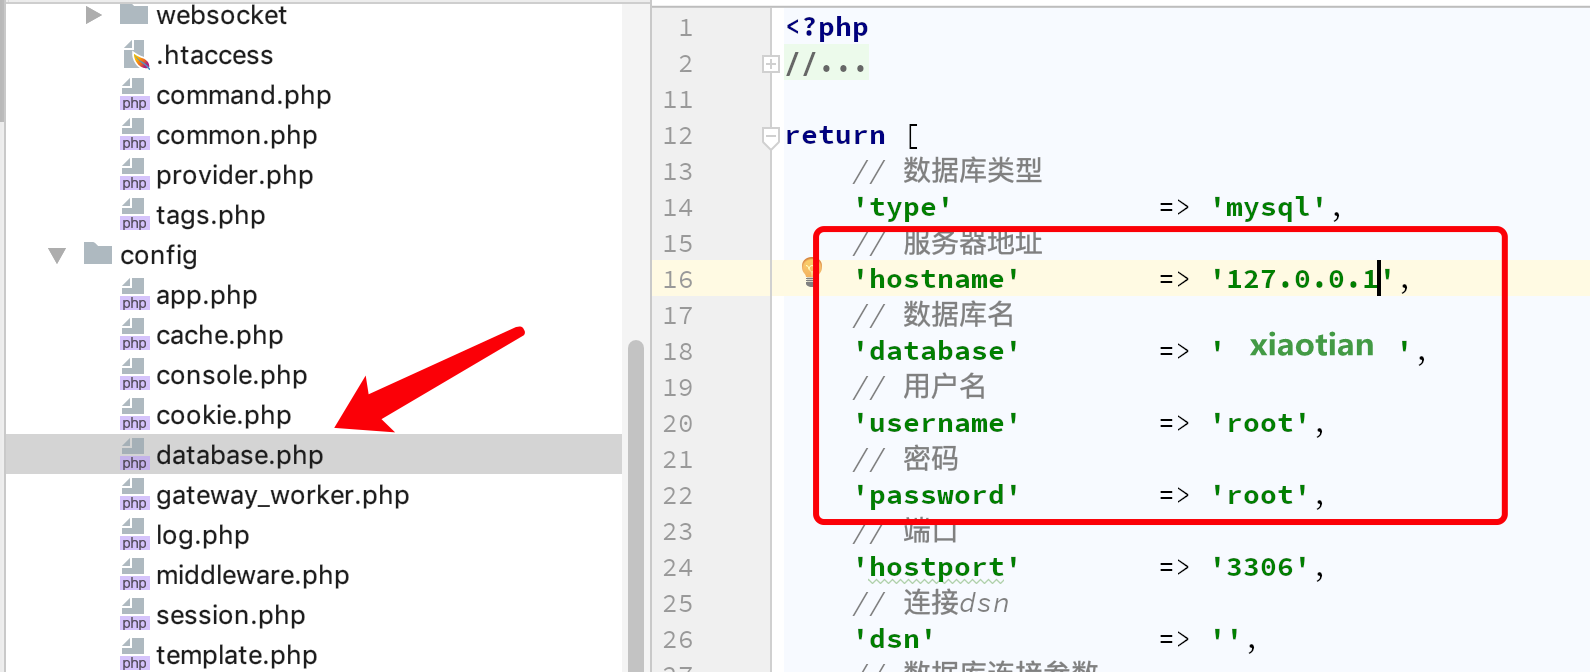 websocket
.htaccess
php command.php
php common.php
php provider.php
php tags.php
config
php app.php
php cache.php
php console.php
php cookie.php
php database.php
php gateway_worker.php
php log.php
php middleware.php
php session.php
php template.php
1 <?php
2 //...
11
12 return [
13 // 数据库类型
14 'type' => 'mysql',
15 // 服务器地址
16 'hostname' => '127.0.0.1',
17 // 数据库名
18 'database' => ' xiaotian ',
19 // 用户名
20 'username' => 'root',
21 // 密码
22 'password' => 'root',
23 // 端口
24 'hostport' => '3306',
25 // 连接dsn
26 'dsn' => '',
27 // 数据库连接参数